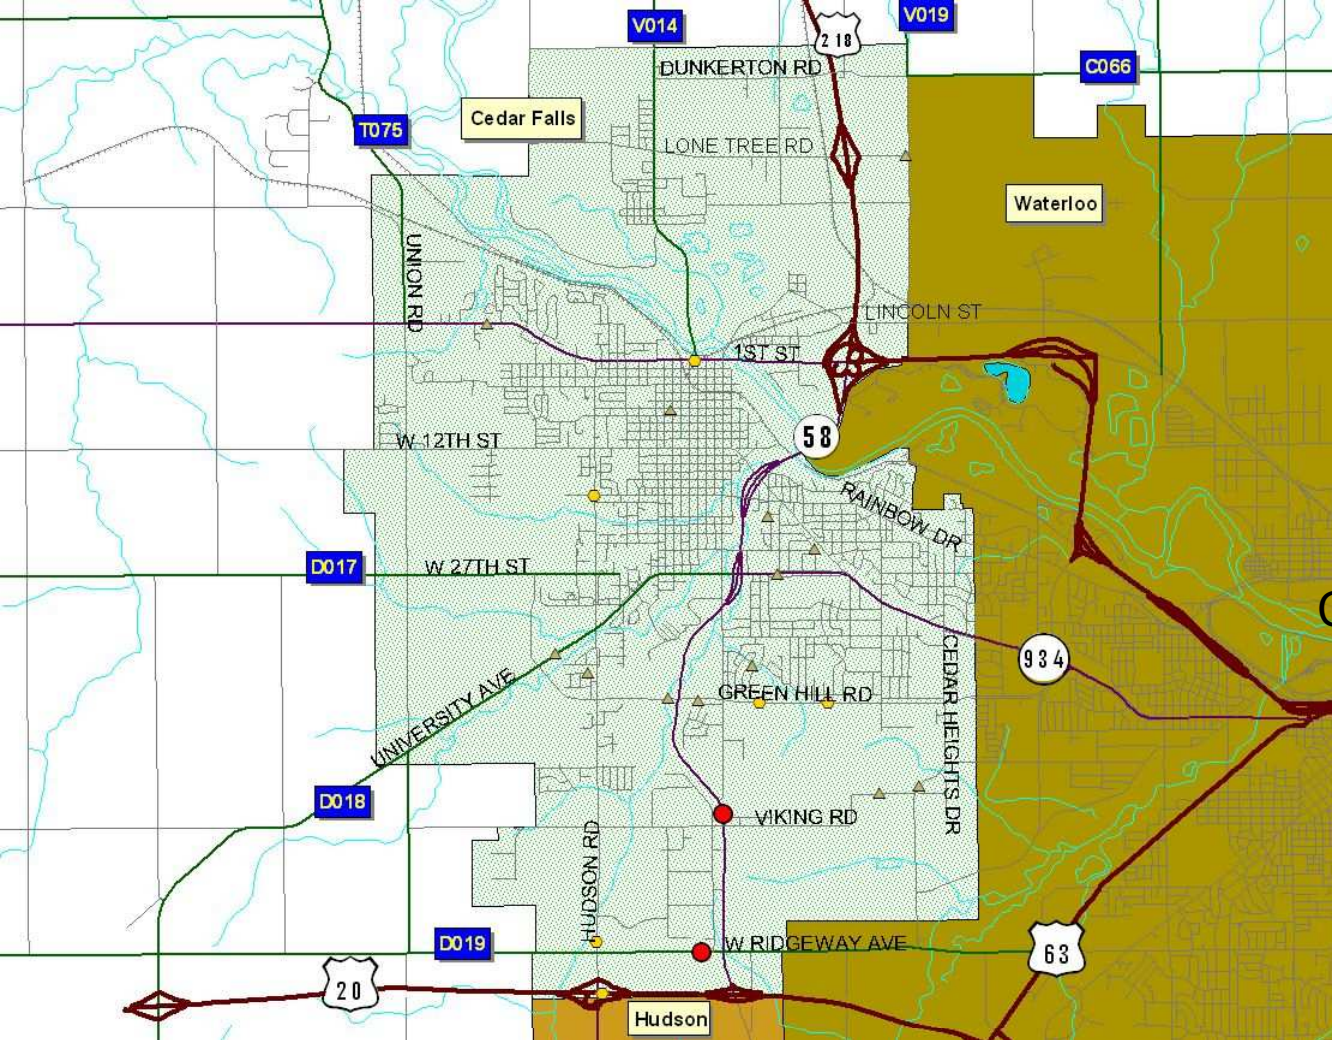 V014
V019
218
DUNKERTON RD
C066
Cedar Falls
T075
LONE TREE RD
Waterloo
UNION RD
LINCOLN ST
1ST ST
58
W 12TH ST
RAINBOW DR
D017
W 27TH ST
934
CEDAR HEIGHTS DR
UNIVERSITY AVE
GREEN HILL RD
D018
VIKING RD
HUDSON RD
D019
W RIDGEWAY AVE
63
20
Hudson